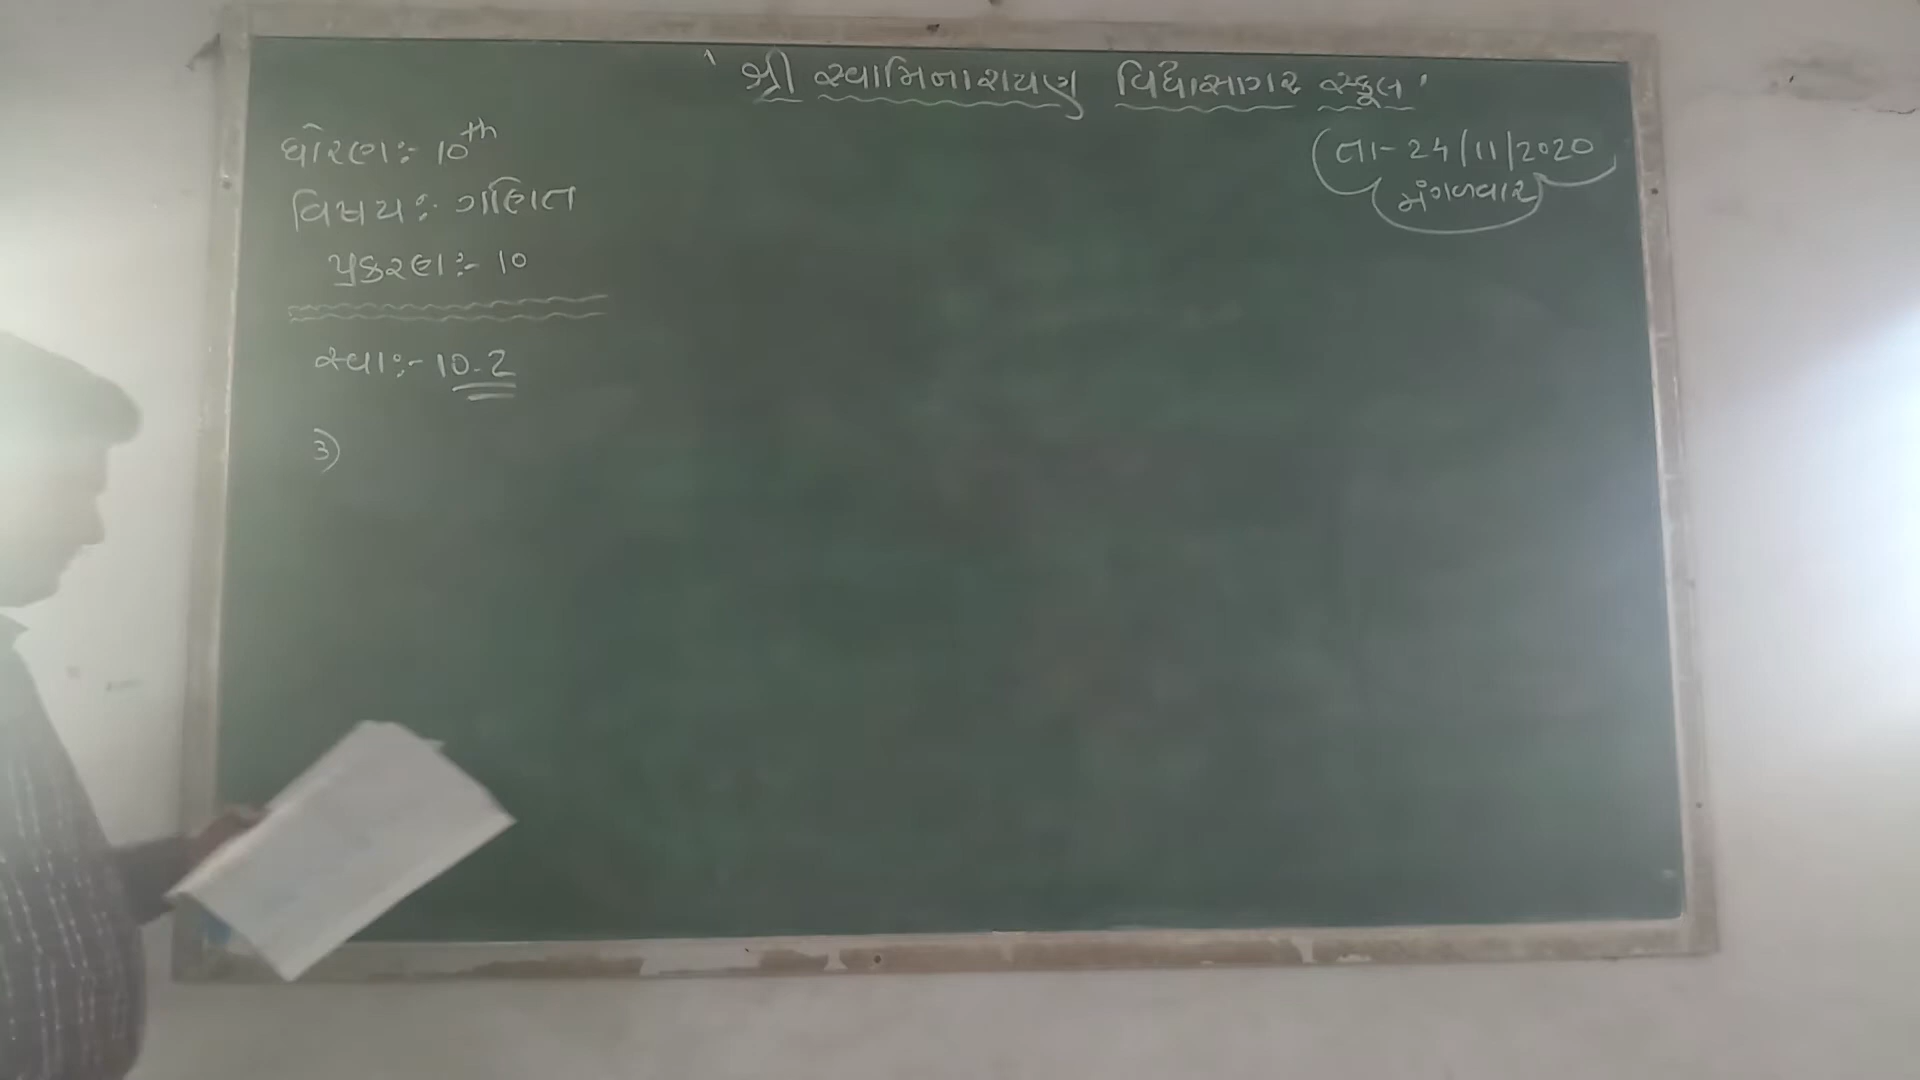 ' શ્રી સ્વામિનારાયણ વિદ્યાસાગર સ્કૂલ '
તા-24/11/2020
મંગળવાર
ધોરણ:- 10th
વિષય:- ગણિત
પ્રકરણ:- 10
સ્વા:- 10.2
3)